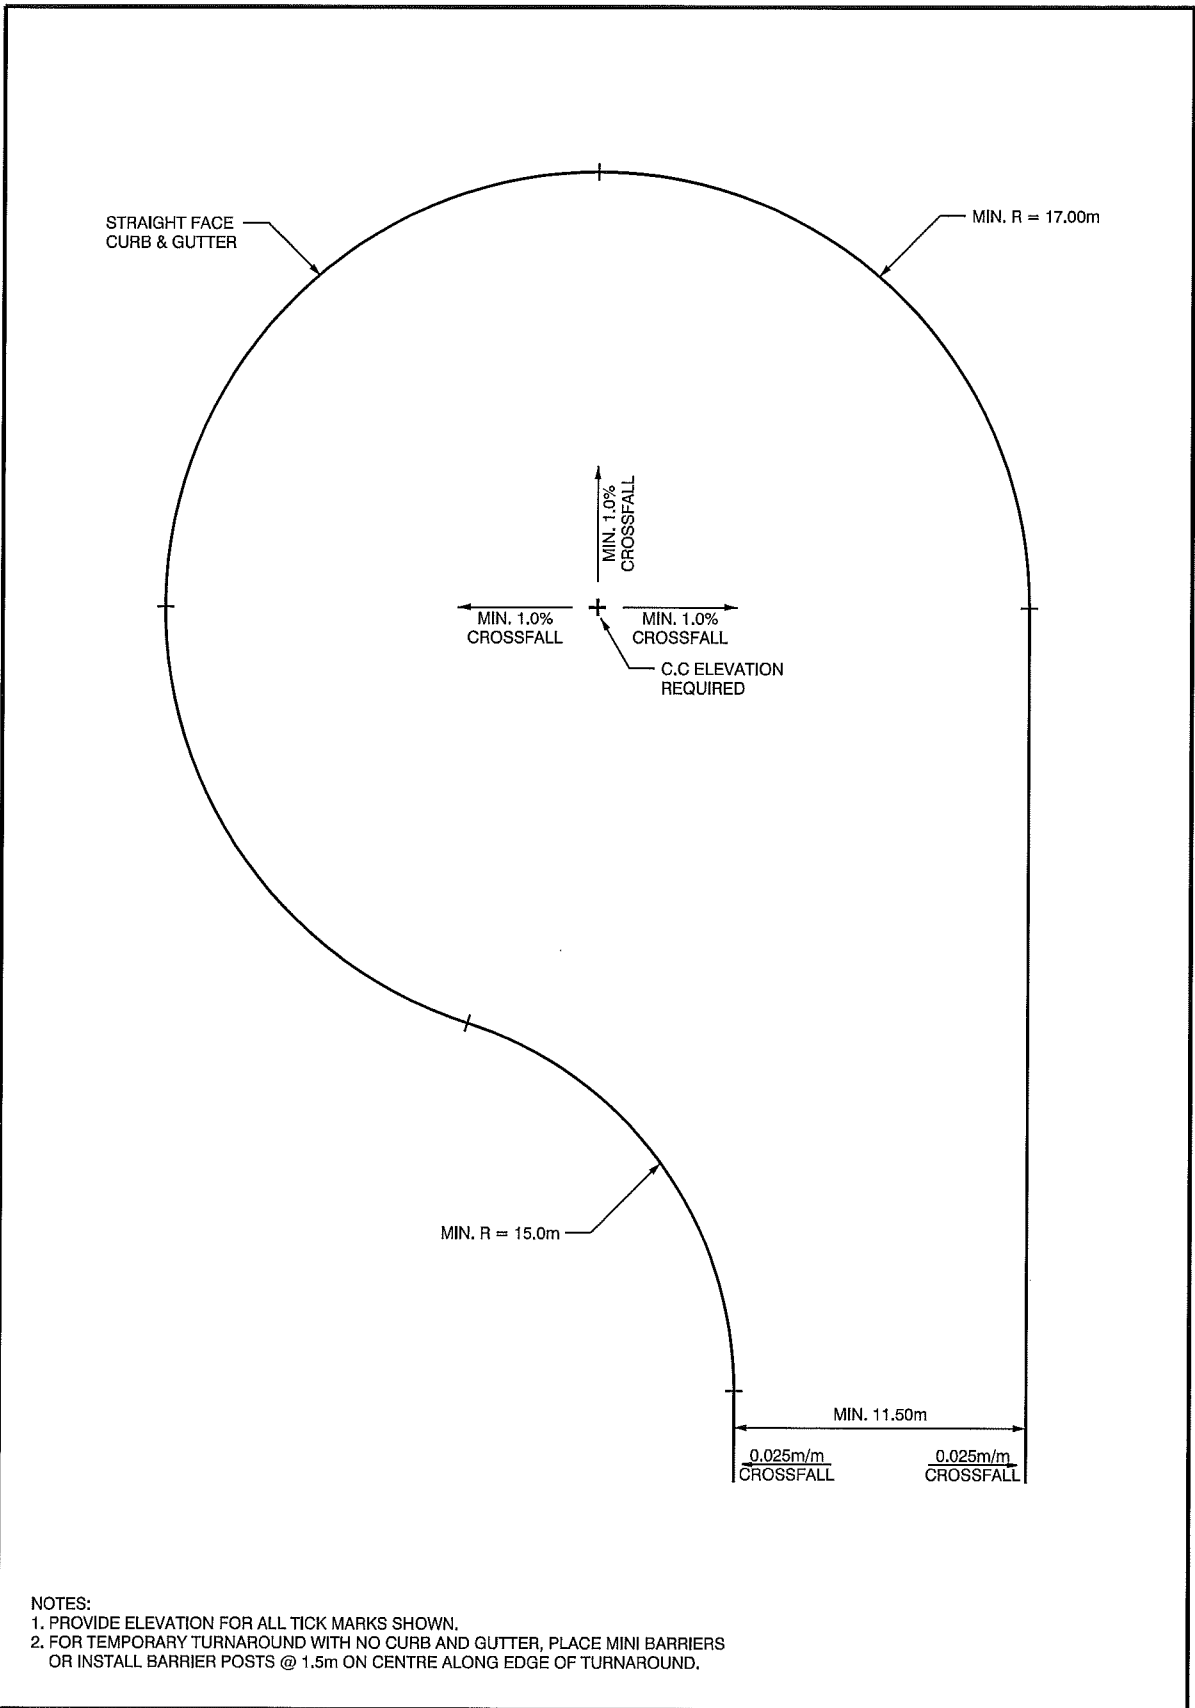 STRAIGHT FACE
CURB & GUTTER
MIN. R = 17.00m
MIN. 1.0%
CROSSFALL
MIN. 1.0%
CROSSFALL
MIN. 1.0%
CROSSFALL
C.C ELEVATION
REQUIRED
MIN. R = 15.0m
MIN. 11.50m
0.025m/m
CROSSFALL
0.025m/m
CROSSFALL
NOTES:
1. PROVIDE ELEVATION FOR ALL TICK MARKS SHOWN.
2. FOR TEMPORARY TURNAROUND WITH NO CURB AND GUTTER, PLACE MINI BARRIERS
OR INSTALL BARRIER POSTS @ 1.5m ON CENTRE ALONG EDGE OF TURNAROUND.